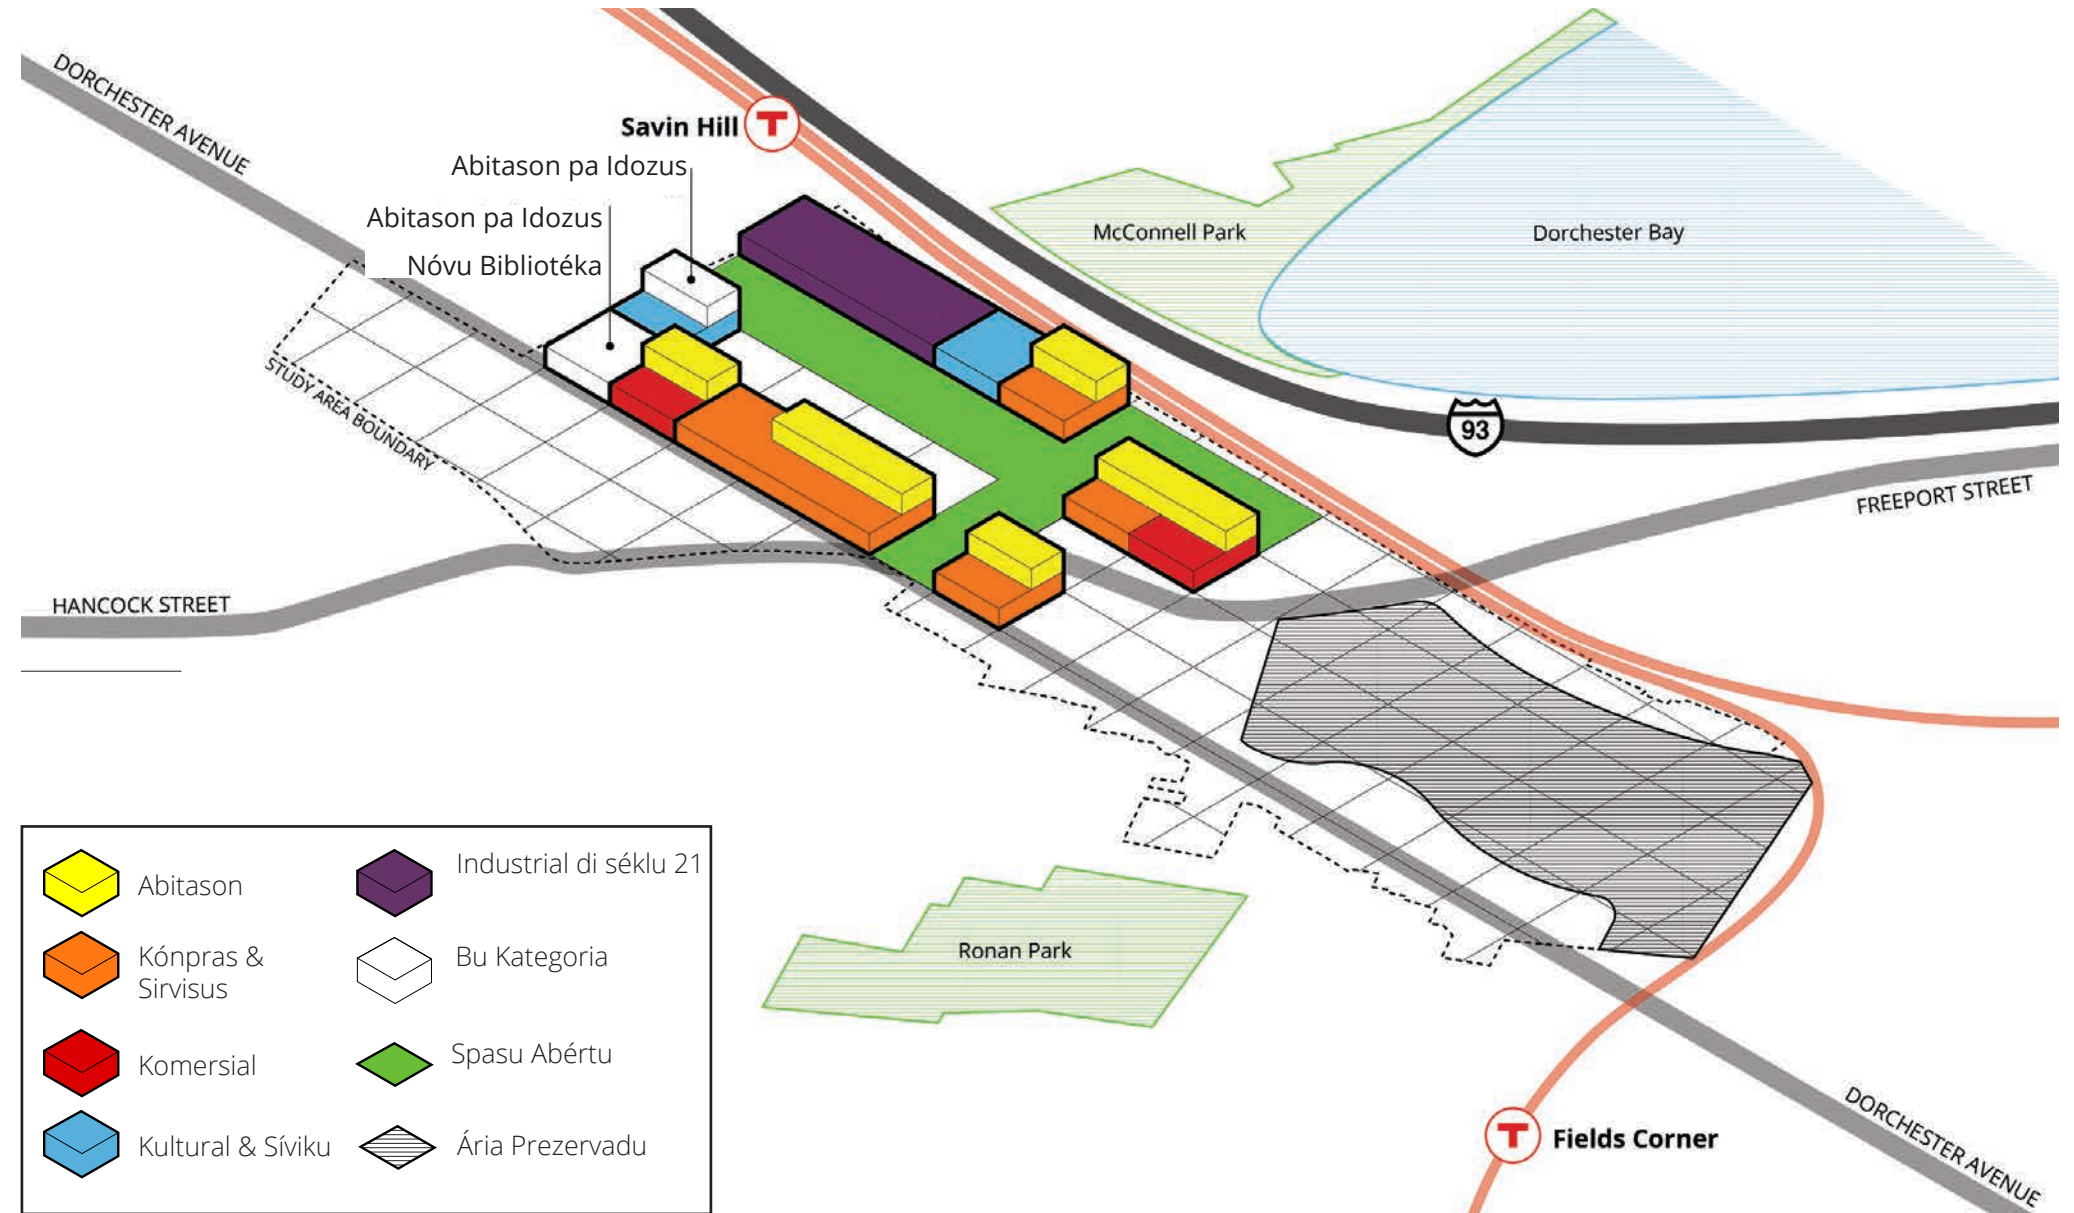 DORCHESTER AVENUE
Savin Hill
T
Abitason pa Idozus
Abitason pa Idozus
Nóvu Bibliotéka
McConnell Park
Dorchester Bay
STUDY AREA BOUNDARY
93
FREEPORT STREET
HANCOCK STREET
Abitason
Kónpras &
Sirvisus
Komersial
Kultural & Síviku
Industrial di séklu 21
Bu Kategoria
Spasu Abértu
Ária Prezervadu
Ronan Park
T
Fields Corner
DORCHESTER AVENUE